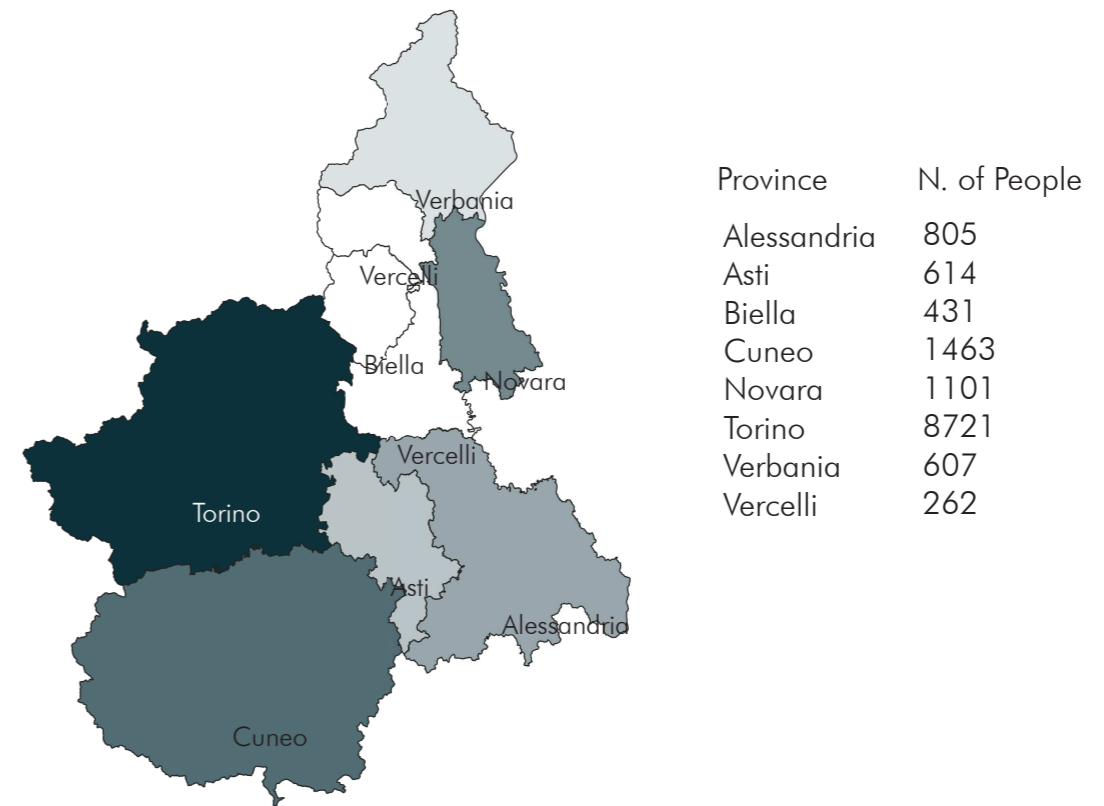 Verbania
Vercelli
Biella
Novara
Vercelli
Torino
Asti
Alessandria
Cuneo
Province N. of People
Alessandria 805
Asti 614
Biella 431
Cuneo 1463
Novara 1101
Torino 8721
Verbania 607
Vercelli 262